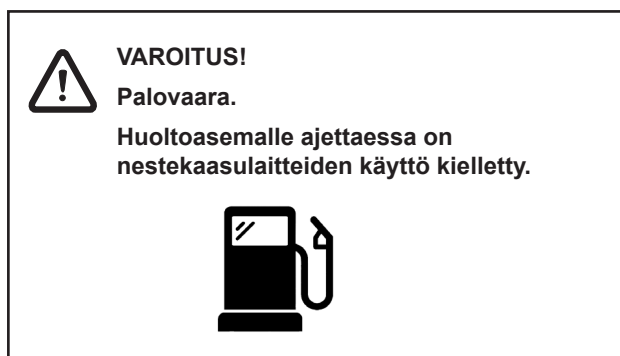 VAROITUS!
Palovaara.
Huoltoasemalle ajettaessa on
nestekaasulaitteiden käyttö kielletty.